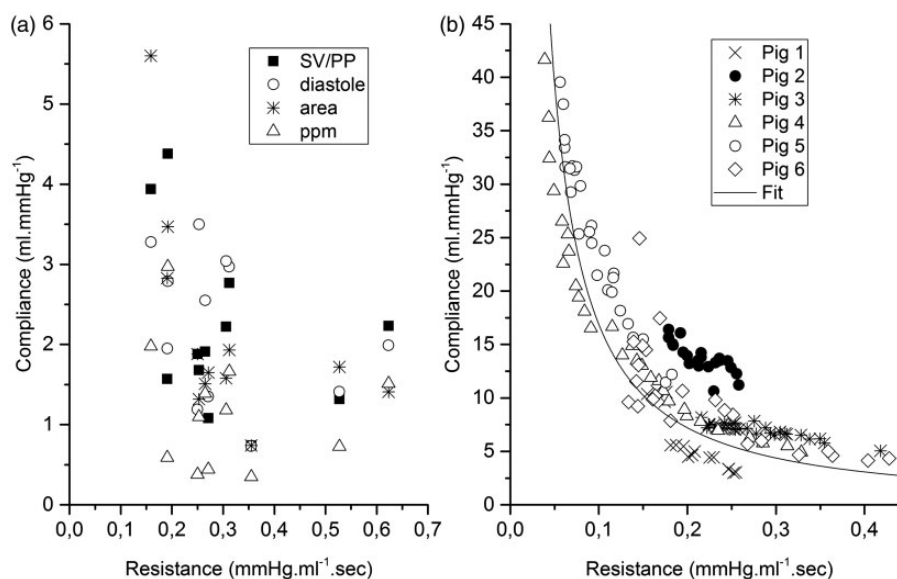 (a)
6
5
4
3
2
1
0
Compliance (ml.mmHg⁻¹)
0,0 0,1 0,2 0,3 0,4 0,5 0,6 0,7
Resistance (mmHg.ml⁻¹.sec)
SV/PP
diastole
area
ppm
(b)
45
40
35
30
25
20
15
10
5
0
Compliance (ml.mmHg⁻¹)
0,0 0,1 0,2 0,3 0,4
Resistance (mmHg.ml⁻¹.sec)
Pig 1
Pig 2
Pig 3
Pig 4
Pig 5
Pig 6
Fit